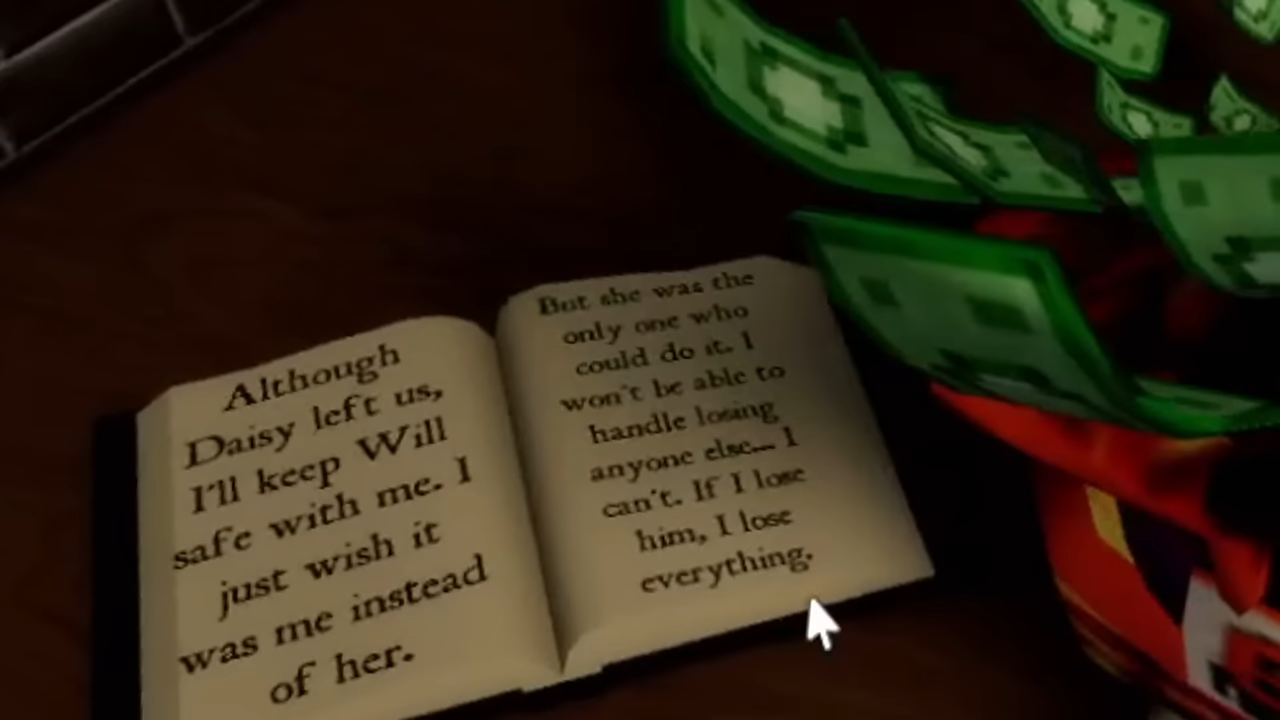 Although
Daisy left us,
I'll keep Will
safe with me. I
just wish it
was me instead
of her.
But she was the
only one who
could do it. I
won't be able to
handle losing
anyone else... I
can't. If I lose
him, I lose
everything.